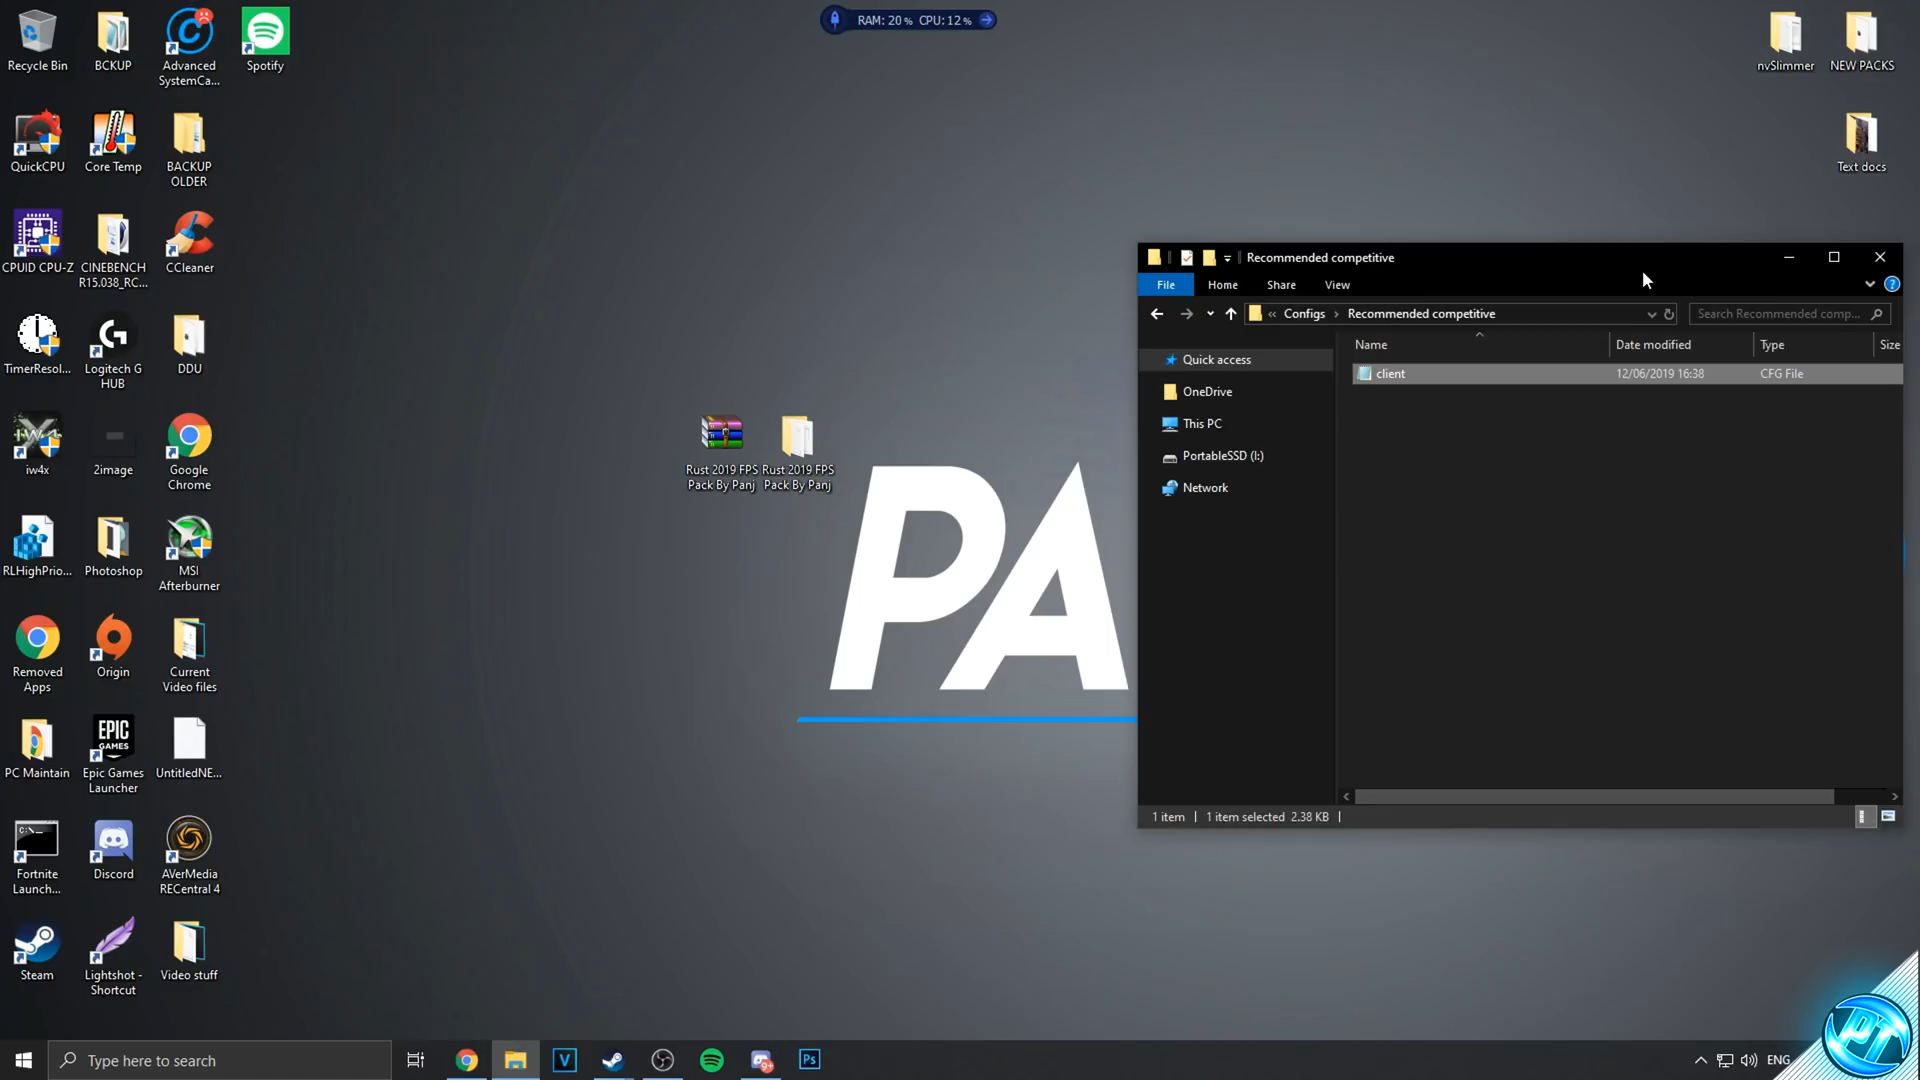 RAM: 20 % CPU: 12 %
Recycle Bin
BCKUP
Advanced
SystemCa...
Spotify
nvSlimmer
NEW PACKS
QuickCPU
Core Temp
BACKUP
OLDER
Text docs
CPUID CPU-Z
CINEBENCH
R15.038_RC...
CCleaner
TimerResol...
Logitech G
HUB
DDU
iw4x
2image
Google
Chrome
RLHighPrio...
Photoshop
MSI
Afterburner
Removed
Apps
Origin
Current
Video files
PC Maintain
EPIC
GAMES
Epic Games
Launcher
UntitledNE...
Fortnite
Launch...
Discord
AVerMedia
RECentral 4
Steam
Lightshot -
Shortcut
Video stuff
Rust 2019 FPS
Pack By Panj
Rust 2019 FPS
Pack By Panj
PA
Recommended competitive
File
Home
Share
View
« Configs › Recommended competitive
Search Recommended comp...
Name
Date modified
Type
Size
Quick access
OneDrive
This PC
PortableSSD (I:)
Network
client
12/06/2019 16:38
CFG File
1 item
1 item selected 2.38 KB
Type here to search
V
9+
Ps
ENG